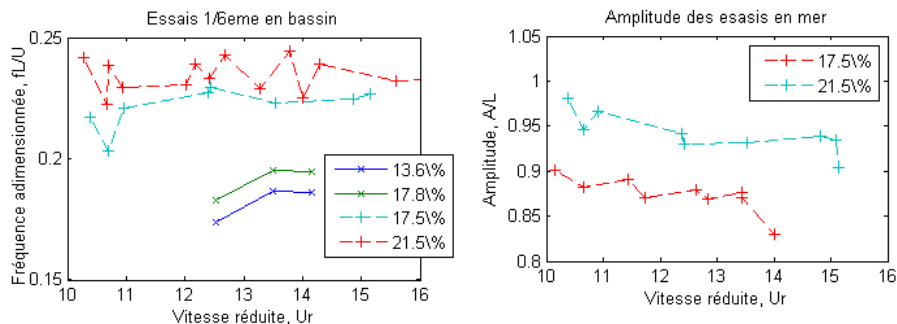 Essais 1/6eme en bassin
Fréquence adimensionnée, fL/U
0.25
0.2
0.15
10 11 12 13 14 15 16
Vitesse réduite, Ur
13.6\%
17.8\%
17.5\%
21.5\%
Amplitude des esasis en mer
Amplitude, A/L
1.05
1
0.95
0.9
0.85
0.8
10 11 12 13 14 15 16
Vitesse réduite, Ur
17.5\%
21.5\%